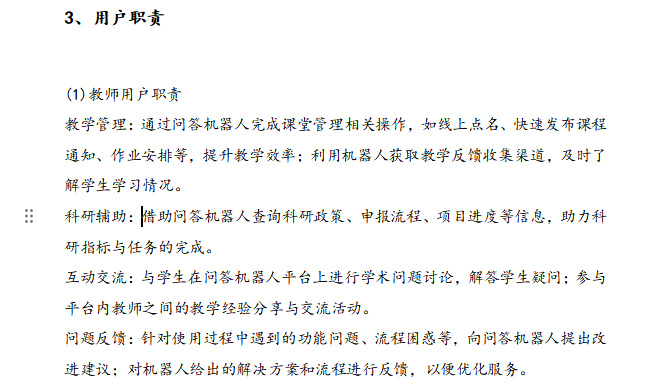 3、用户职责
(1)教师用户职责
教学管理：通过问答机器人完成课堂管理相关操作，如线上点名、快速发布课程
通知、作业安排等，提升教学效率；利用机器人获取教学反馈收集渠道，及时了
解学生学习情况。
科研辅助：借助问答机器人查询科研政策、申报流程、项目进度等信息，助力科
研指标与任务的完成。
互动交流：与学生在问答机器人平台上进行学术问题讨论，解答学生疑问；参与
平台内教师之间的教学经验分享与交流活动。
问题反馈：针对使用过程中遇到的功能问题、流程困惑等，向问答机器人提出改
进建议；对机器人给出的解决方案和流程进行反馈，以便优化服务。